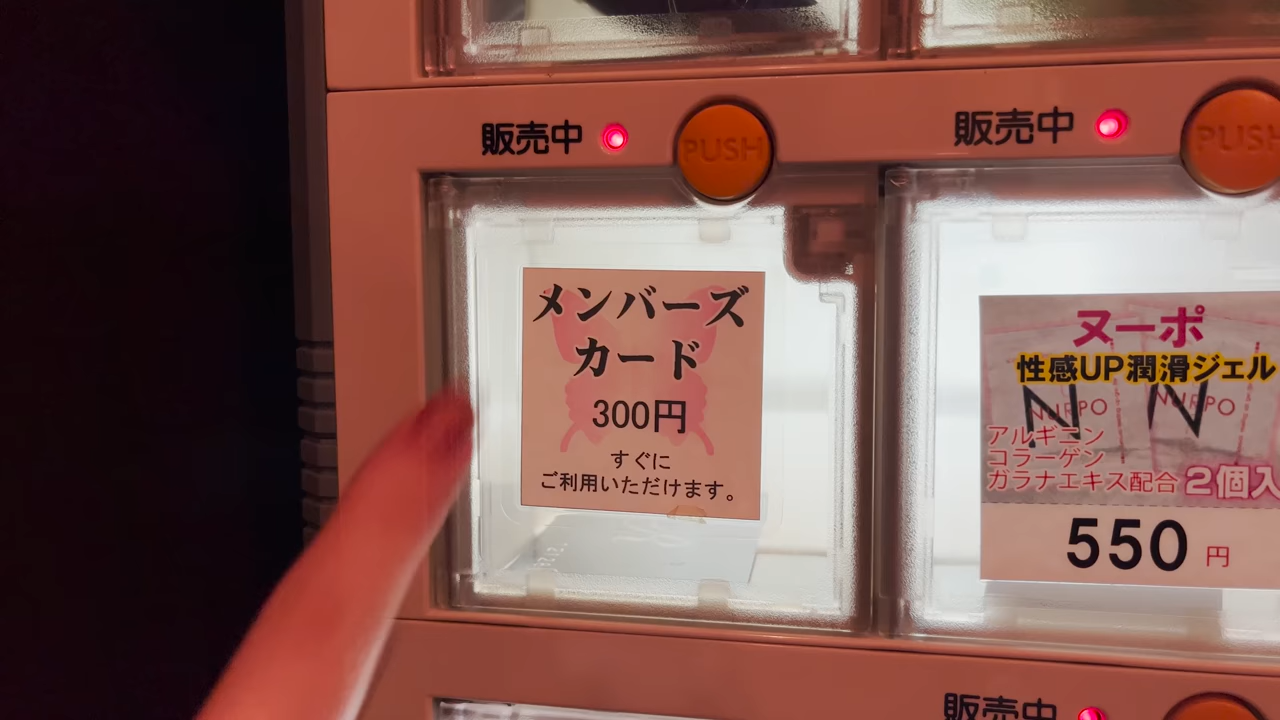 販売中
PUSH
販売中
PUSH
メンバーズ
カード
300円
すぐに
ご利用いただけます。
ヌーポ
性感UP潤滑ジェル
N N
NURPO NURPO
アルギニン
コラーゲン
ガラナエキス配合 2個入
550円
販売中